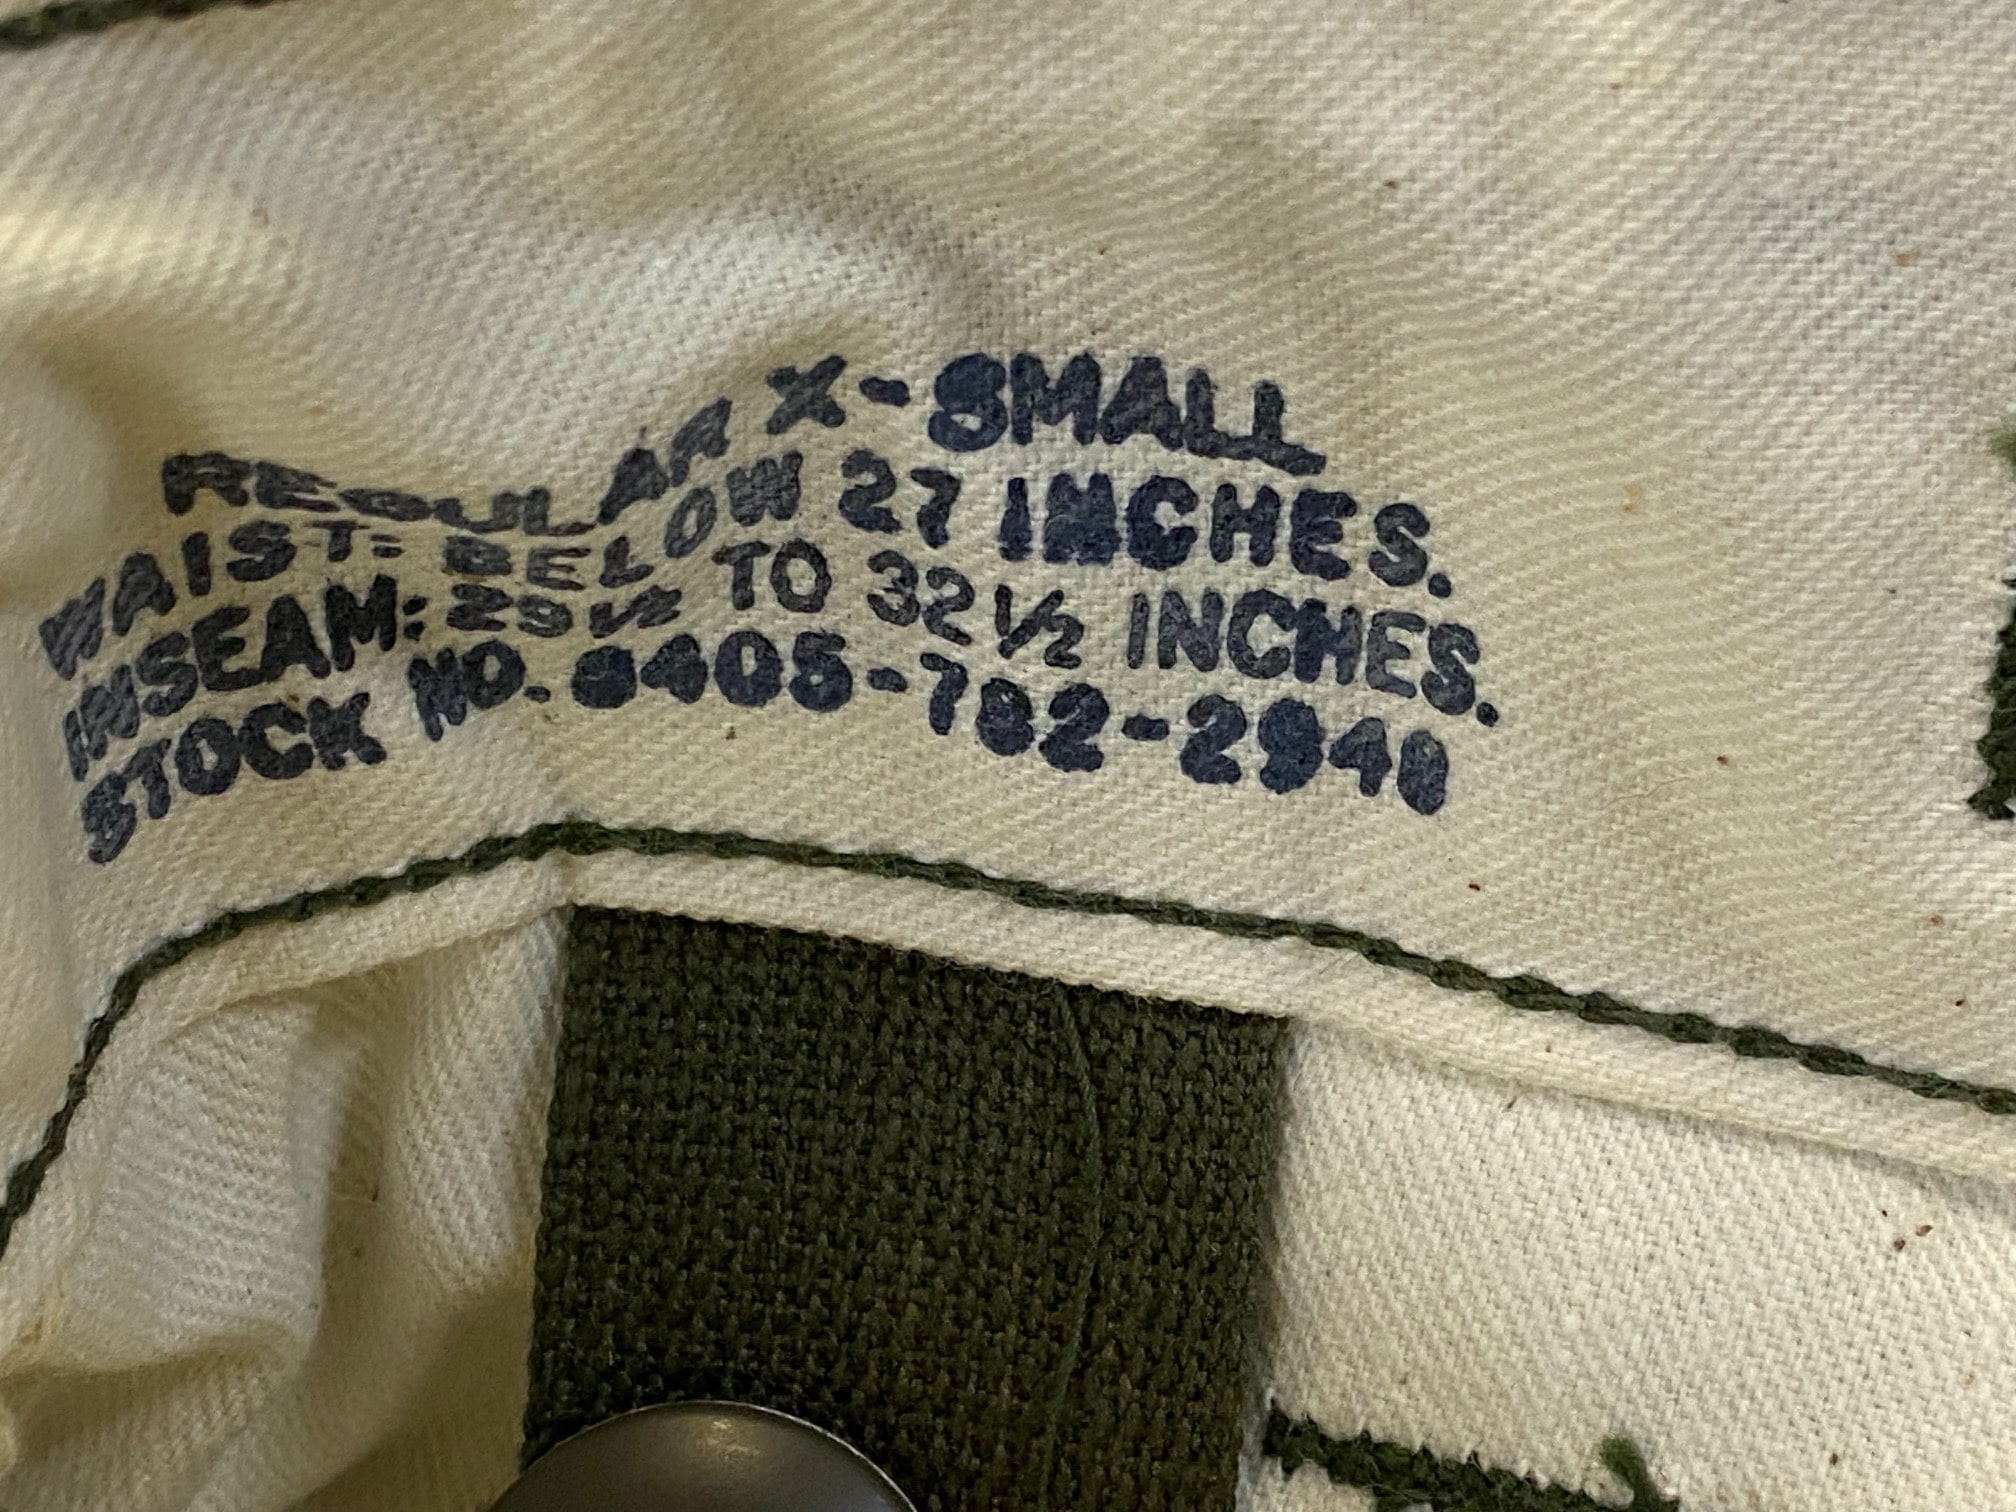 REGULAR X-SMALL
WAIST: BELOW 27 INCHES.
INSEAM: 29½ TO 32½ INCHES.
STOCK NO. 8405-782-2940